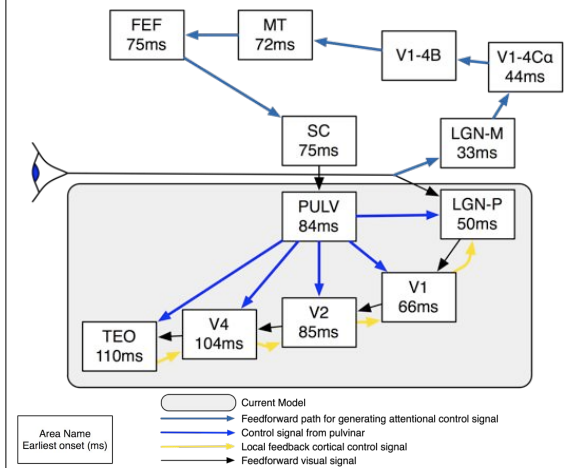 FEF
75ms
MT
72ms
V1-4B
V1-4Cα
44ms
SC
75ms
LGN-M
33ms
PULV
84ms
LGN-P
50ms
V1
66ms
V2
85ms
V4
104ms
TEO
110ms
Area Name
Earliest onset (ms)
Current Model
Feedforward path for generating attentional control signal
Control signal from pulvinar
Local feedback cortical control signal
Feedforward visual signal